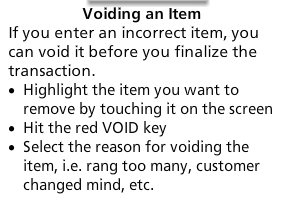 Voiding an Item
If you enter an incorrect item, you
can void it before you finalize the
transaction.
• Highlight the item you want to
remove by touching it on the screen
• Hit the red VOID key
• Select the reason for voiding the
item, i.e. rang too many, customer
changed mind, etc.